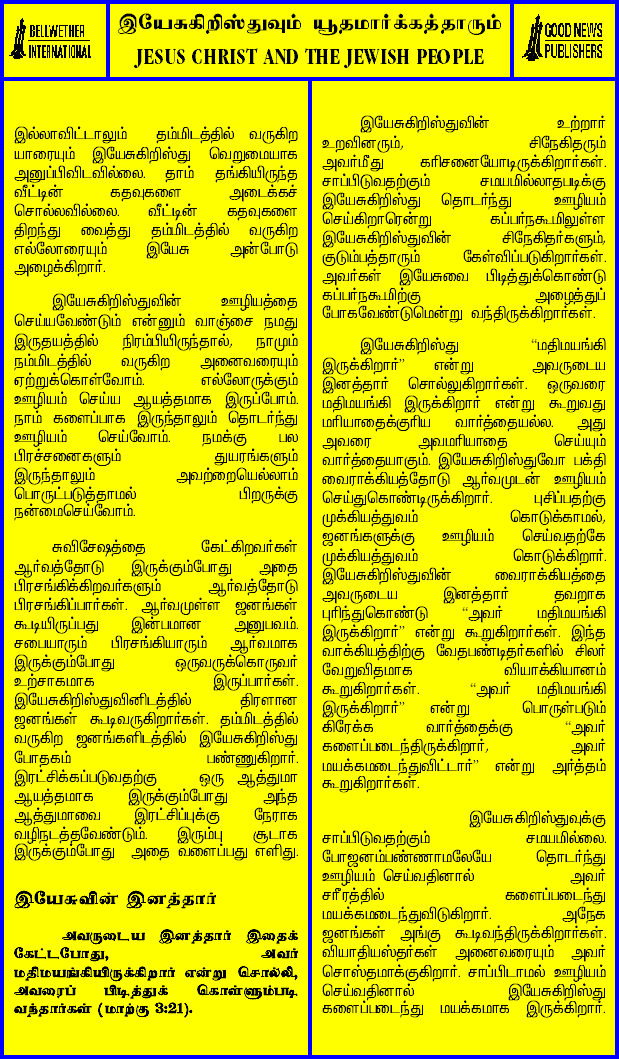 BELLWETHER
INTERNATIONAL
இயேசுகிறிஸ்துவும் யூதமார்க்கத்தாரும்
JESUS CHRIST AND THE JEWISH PEOPLE
GOOD NEWS
PUBLISHERS
இல்லாவிட்டாலும் தம்மிடத்தில் வருகிற
யாரையும் இயேசுகிறிஸ்து வெறுமையாக
அனுப்பிவிடவில்லை. தாம் தங்கியிருந்த
வீட்டின் கதவுகளை அடைக்கச்
சொல்லவில்லை. வீட்டின் கதவுகளை
திறந்து வைத்து தம்மிடத்தில் வருகிற
எல்லோரையும் இயேசு அன்போடு
அழைக்கிறார்.
இயேசுகிறிஸ்துவின் ஊழியத்தை
செய்யவேண்டும் என்னும் வாஞ்சை நமது
இருதயத்தில் நிரம்பியிருந்தால், நாமும்
நம்மிடத்தில் வருகிற அனைவரையும்
ஏற்றுக்கொள்வோம். எல்லோருக்கும்
ஊழியம் செய்ய ஆயத்தமாக இருப்போம்.
நாம் களைப்பாக இருந்தாலும் தொடர்ந்து
ஊழியம் செய்வோம். நமக்கு பல
பிரச்சனைகளும் துயரங்களும்
இருந்தாலும் அவற்றையெல்லாம்
பொருட்படுத்தாமல் பிறருக்கு
நன்மைசெய்வோம்.
சுவிசேஷத்தை கேட்கிறவர்கள்
ஆர்வத்தோடு இருக்கும்போது அதை
பிரசங்கிக்கிறவர்களும் ஆர்வத்தோடு
பிரசங்கிப்பார்கள். ஆர்வமுள்ள ஜனங்கள்
கூடியிருப்பது இன்பமான அனுபவம்.
சபையாரும் பிரசங்கியாரும் ஆர்வமாக
இருக்கும்போது ஒருவருக்கொருவர்
உற்சாகமாக இருப்பார்கள்.
இயேசுகிறிஸ்துவினிடத்தில் திரளான
ஜனங்கள் கூடிவருகிறார்கள். தம்மிடத்தில்
வருகிற ஜனங்களிடத்தில் இயேசுகிறிஸ்து
போதகம் பண்ணுகிறார்.
இரட்சிக்கப்படுவதற்கு ஒரு ஆத்துமா
ஆயத்தமாக இருக்கும்போது அந்த
ஆத்துமாவை இரட்சிப்புக்கு நேராக
வழிநடத்தவேண்டும். இரும்பு சூடாக
இருக்கும்போது அதை வளைப்பது எளிது.
இயேசுவின் இனத்தார்
அவருடைய இனத்தார் இதைக்
கேட்டபோது, அவர்
மதிமயங்கியிருக்கிறார் என்று சொல்லி,
அவரைப் பிடித்துக் கொள்ளும்படி
வந்தார்கள் (மாற்கு 3:21).
இயேசுகிறிஸ்துவின் உற்றார்
உறவினரும், சிநேகிதரும்
அவர்மீது கரிசனையோடிருக்கிறார்கள்.
சாப்பிடுவதற்கும் சமயமில்லாதபடிக்கு
இயேசுகிறிஸ்து தொடர்ந்து ஊழியம்
செய்கிறாரென்று கப்பர்நகூமிலுள்ள
இயேசுகிறிஸ்துவின் சிநேகிதர்களும்,
குடும்பத்தாரும் கேள்விப்படுகிறார்கள்.
அவர்கள் இயேசுவை பிடித்துக்கொண்டு
கப்பர்நகூமிற்கு அழைத்துப்
போகவேண்டுமென்று வந்திருக்கிறார்கள்.
இயேசுகிறிஸ்து “மதிமயங்கி
இருக்கிறார்” என்று அவருடைய
இனத்தார் சொல்லுகிறார்கள். ஒருவரை
மதிமயங்கி இருக்கிறார் என்று கூறுவது
மரியாதைக்குரிய வார்த்தையல்ல. அது
அவரை அவமரியாதை செய்யும்
வார்த்தையாகும். இயேசுகிறிஸ்துவோ பக்தி
வைராக்கியத்தோடு ஆர்வமுடன் ஊழியம்
செய்துகொண்டிருக்கிறார். புசிப்பதற்கு
முக்கியத்துவம் கொடுக்காமல்,
ஜனங்களுக்கு ஊழியம் செய்வதற்கே
முக்கியத்துவம் கொடுக்கிறார்.
இயேசுகிறிஸ்துவின் வைராக்கியத்தை
அவருடைய இனத்தார் தவறாக
புரிந்துகொண்டு “அவர் மதிமயங்கி
இருக்கிறார்” என்று கூறுகிறார்கள். இந்த
வாக்கியத்திற்கு வேதபண்டிதர்களில் சிலர்
வேறுவிதமாக வியாக்கியானம்
கூறுகிறார்கள். “அவர் மதிமயங்கி
இருக்கிறார்” என்று பொருள்படும்
கிரேக்க வார்த்தைக்கு “அவர்
களைப்படைந்திருக்கிறார், அவர்
மயக்கமடைந்துவிட்டார்” என்று அர்த்தம்
கூறுகிறார்கள்.
இயேசுகிறிஸ்துவுக்கு
சாப்பிடுவதற்கும் சமயமில்லை.
போஜனம்பண்ணாமலேயே தொடர்ந்து
ஊழியம் செய்வதினால் அவர்
சரீரத்தில் களைப்படைந்து
மயக்கமடைந்துவிடுகிறார். அநேக
ஜனங்கள் அங்கு கூடிவந்திருக்கிறார்கள்.
வியாதியஸ்தர்கள் அனைவரையும் அவர்
சொஸ்தமாக்குகிறார். சாப்பிடாமல் ஊழியம்
செய்வதினால் இயேசுகிறிஸ்து
களைப்படைந்து மயக்கமாக இருக்கிறார்.